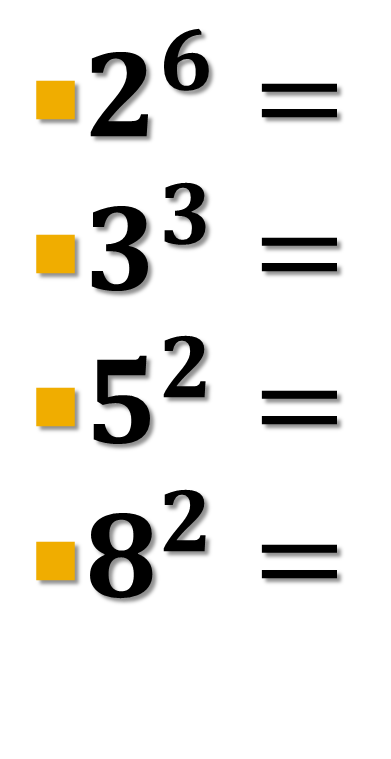 ▪2⁶ =
▪3³ =
▪5² =
▪8² =